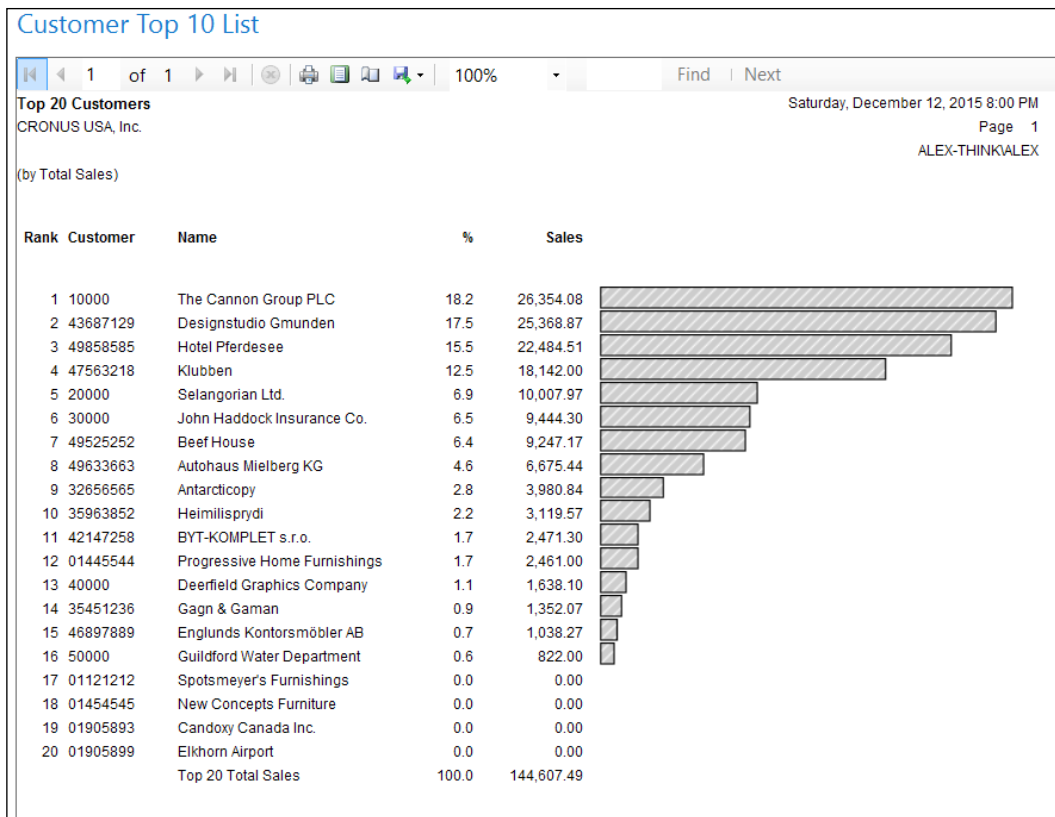 Customer Top 10 List
1 of 1 100% Find Next
Top 20 Customers Saturday, December 12, 2015 8:00 PM
CRONUS USA, Inc. Page 1
ALEX-THINK\ALEX
(by Total Sales)
Rank Customer Name % Sales
1 10000 The Cannon Group PLC 18.2 26,354.08
2 43687129 Designstudio Gmunden 17.5 25,368.87
3 49858585 Hotel Pferdesee 15.5 22,484.51
4 47563218 Klubben 12.5 18,142.00
5 20000 Selangorian Ltd. 6.9 10,007.97
6 30000 John Haddock Insurance Co. 6.5 9,444.30
7 49525252 Beef House 6.4 9,247.17
8 49633663 Autohaus Mielberg KG 4.6 6,675.44
9 32656565 Antarcticopy 2.8 3,980.84
10 35963852 Heimilisprydi 2.2 3,119.57
11 42147258 BYT-KOMPLET s.r.o. 1.7 2,471.30
12 01445544 Progressive Home Furnishings 1.7 2,461.00
13 40000 Deerfield Graphics Company 1.1 1,638.10
14 35451236 Gagn & Gaman 0.9 1,352.07
15 46897889 Englunds Kontorsmöbler AB 0.7 1,038.27
16 50000 Guildford Water Department 0.6 822.00
17 01121212 Spotsmeyer's Furnishings 0.0 0.00
18 01454545 New Concepts Furniture 0.0 0.00
19 01905893 Candoxy Canada Inc. 0.0 0.00
20 01905899 Elkhorn Airport 0.0 0.00
Top 20 Total Sales 100.0 144,607.49